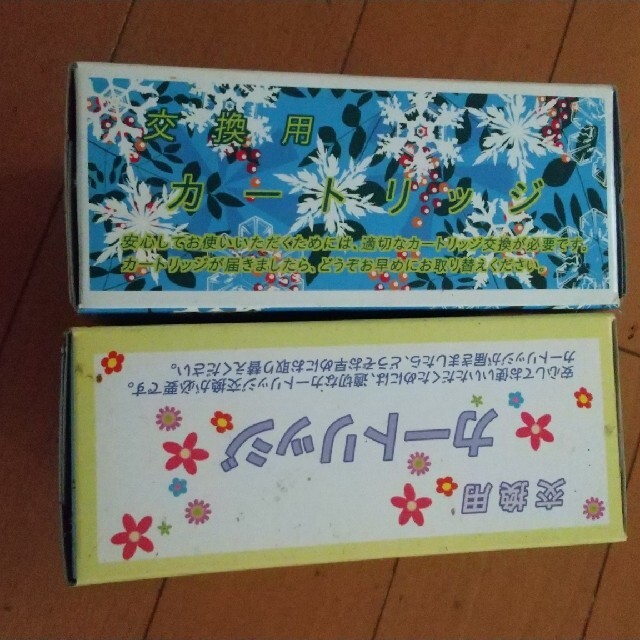 交換用
カートリッジ
安心してお使いいただくためには、適切なカートリッジ交換が必要です。
カートリッジが届きましたら、どうぞお早めにお取り替えください。
交換用
カートリッジ
安心してお使いいただくためには、適切なカートリッジ交換が必要です。
カートリッジが届きましたら、どうぞお早めにお取り替えください。